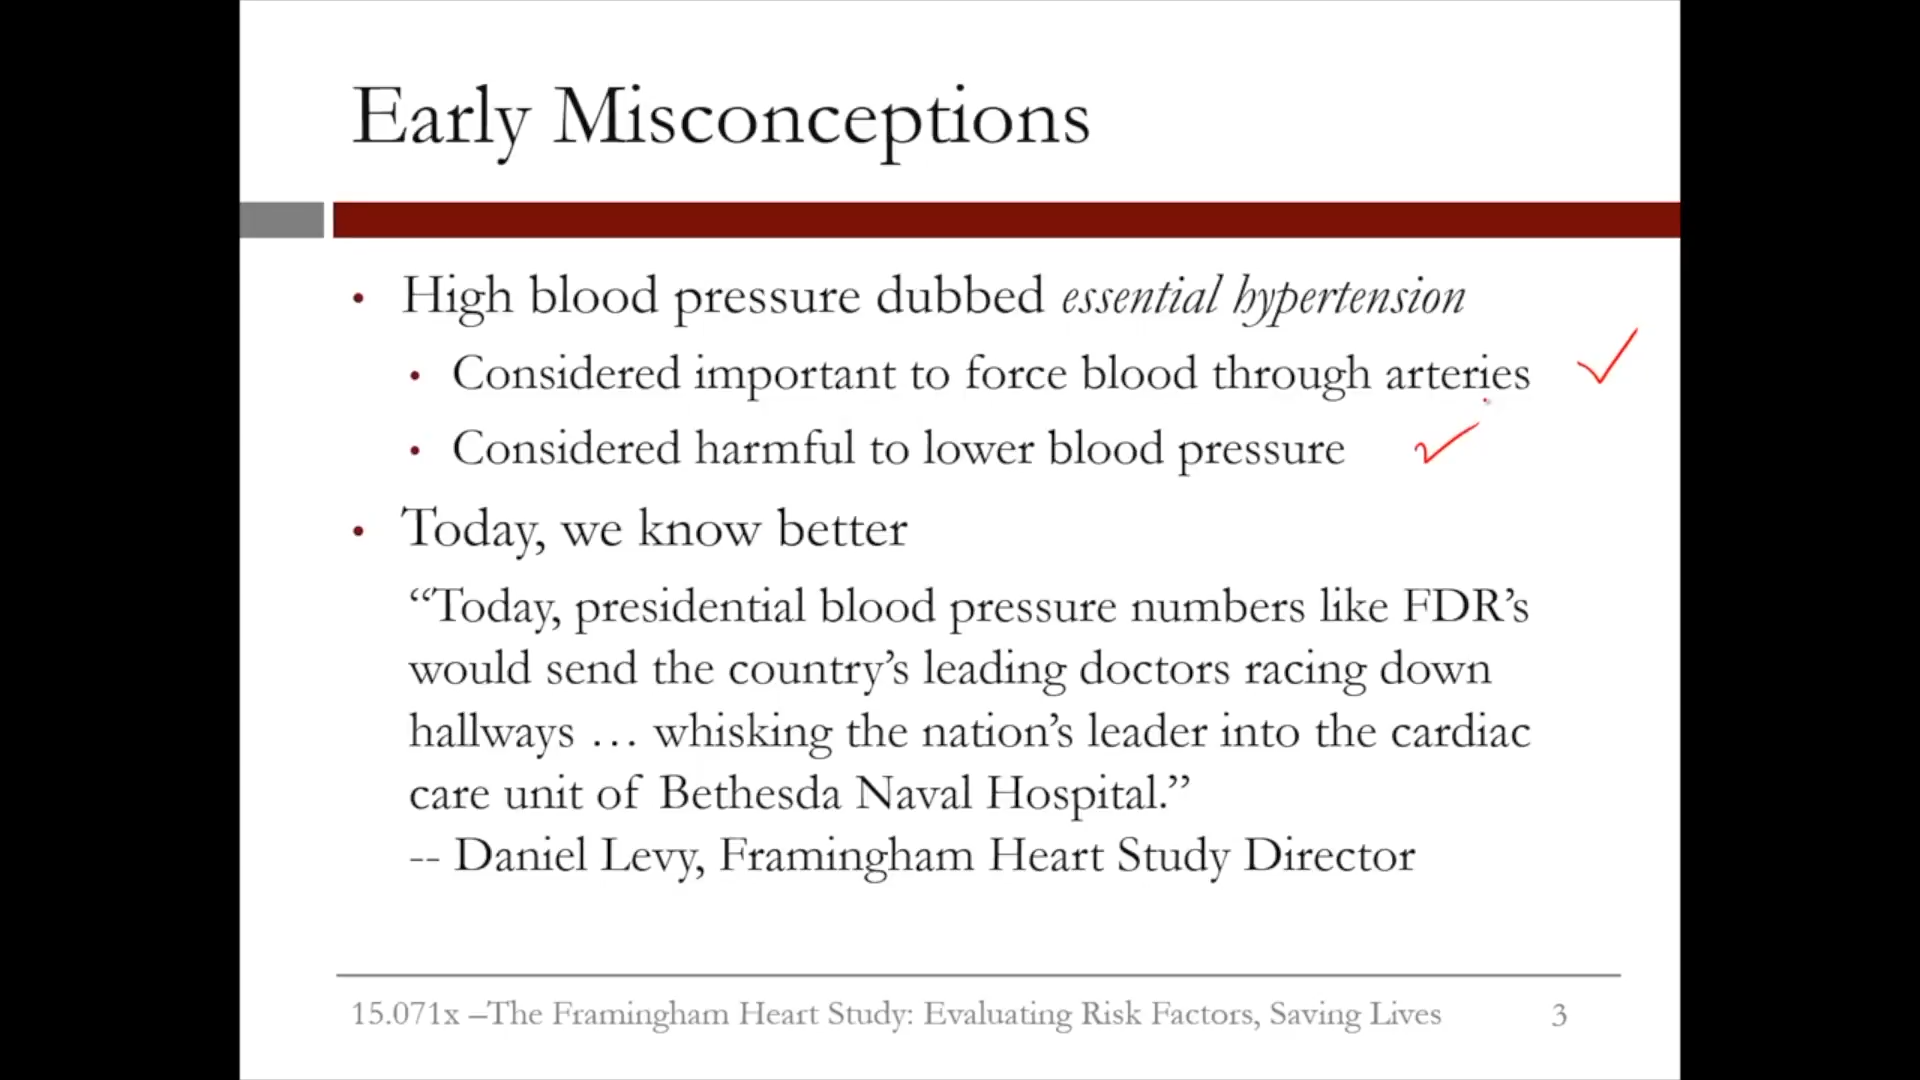 Early Misconceptions
• High blood pressure dubbed essential hypertension
• Considered important to force blood through arteries
• Considered harmful to lower blood pressure
• Today, we know better
“Today, presidential blood pressure numbers like FDR’s
would send the country’s leading doctors racing down
hallways … whisking the nation’s leader into the cardiac
care unit of Bethesda Naval Hospital.”
-- Daniel Levy, Framingham Heart Study Director
15.071x –The Framingham Heart Study: Evaluating Risk Factors, Saving Lives 3